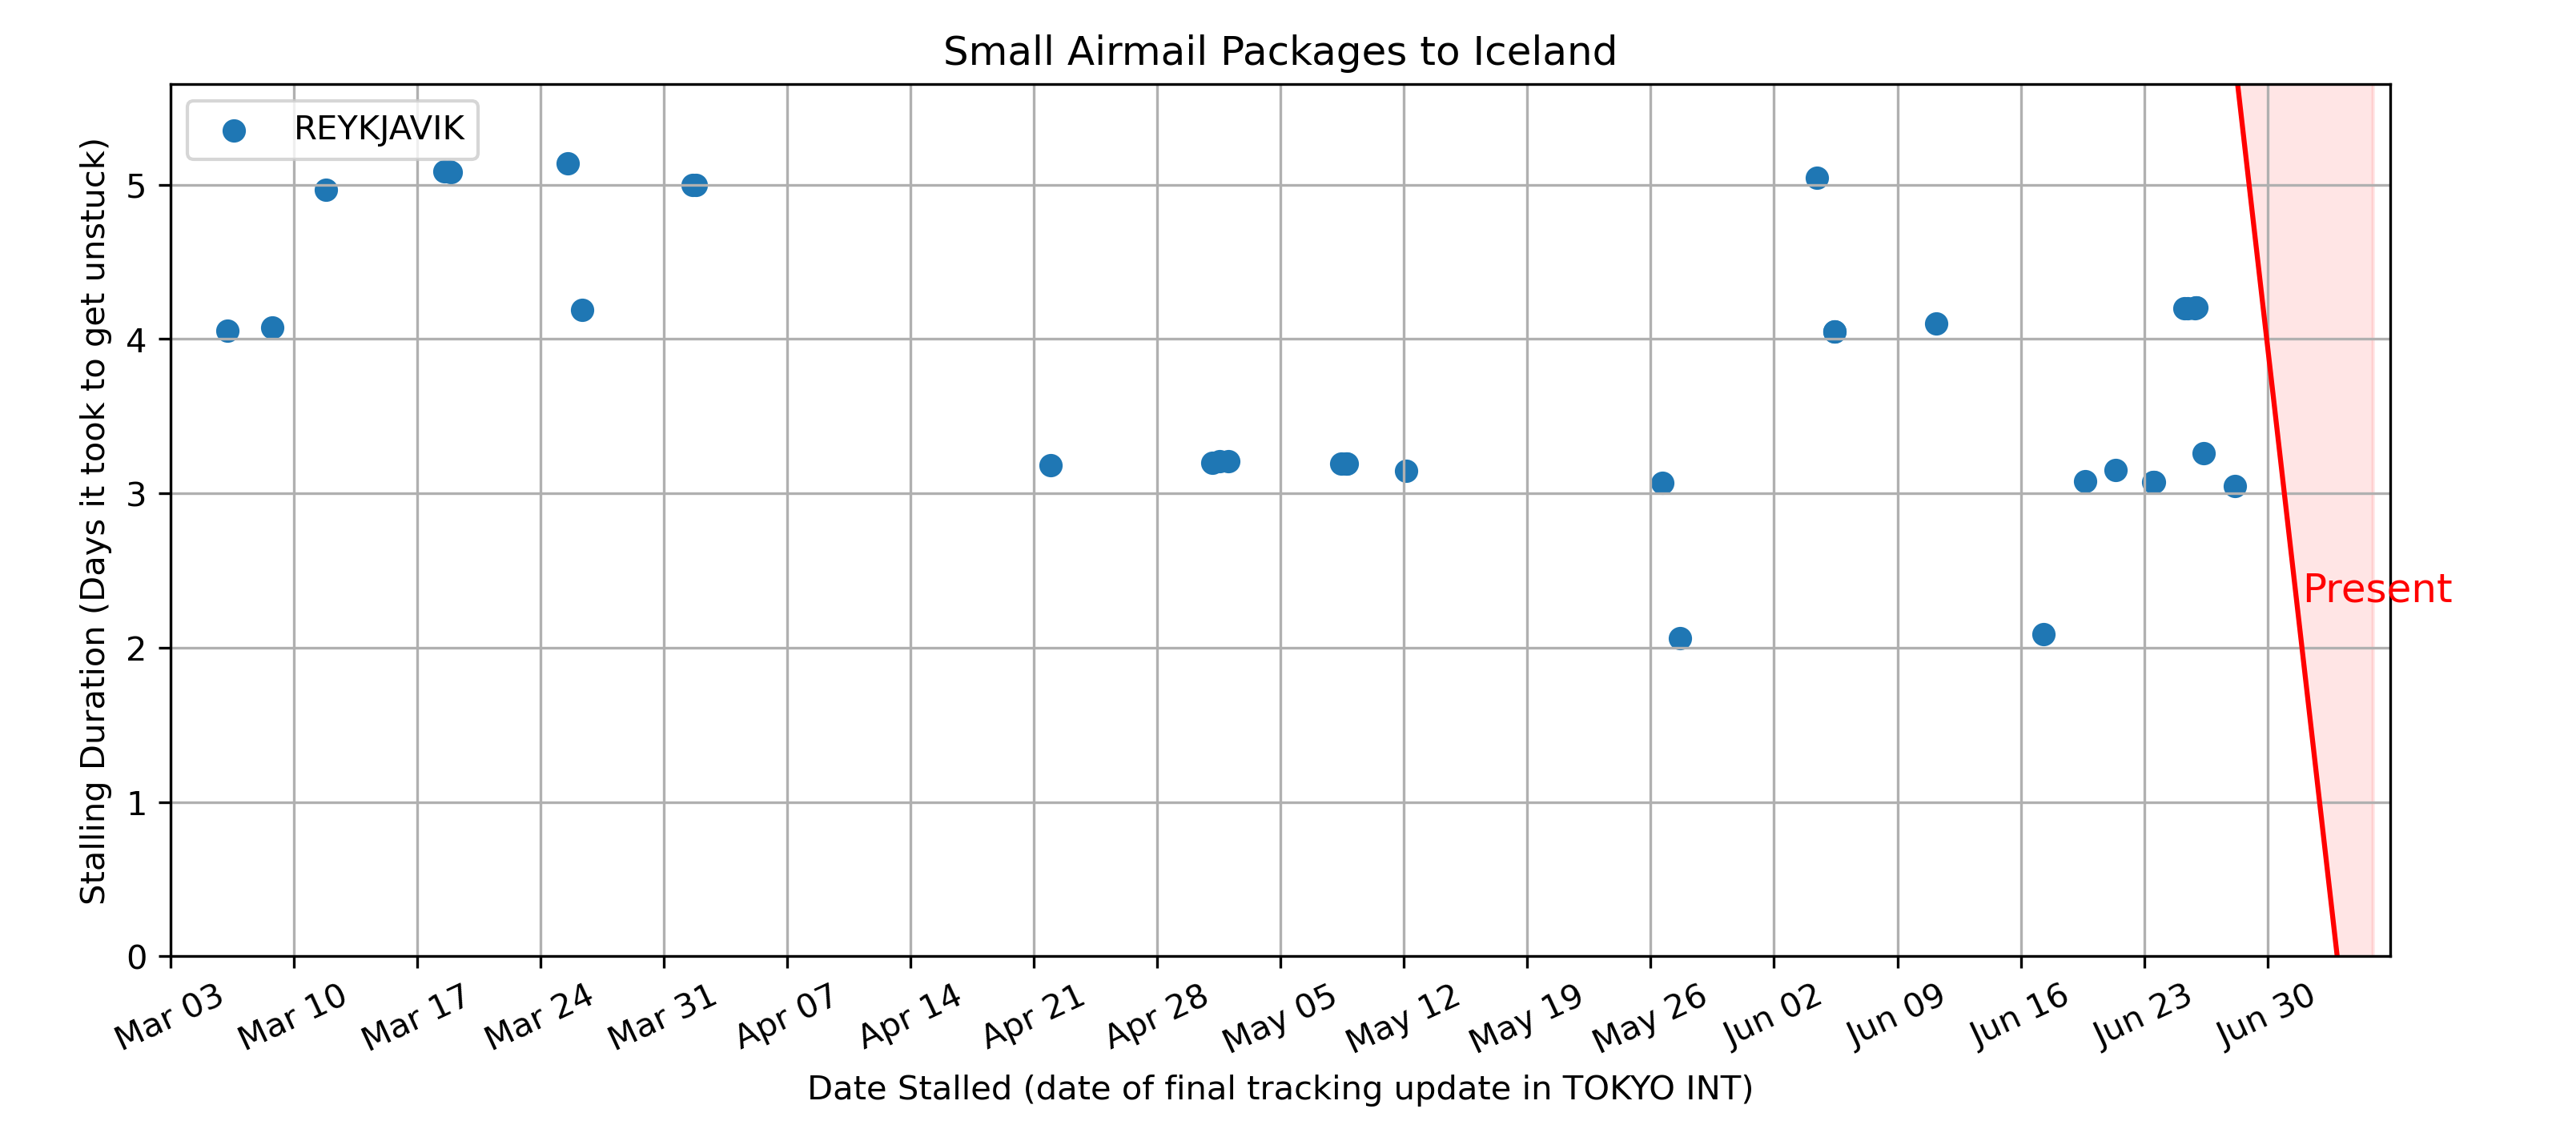 Small Airmail Packages to Iceland
REYKJAVIK
Stalling Duration (Days it took to get unstuck)
5
4
3
2
1
0
Present
Mar 03
Mar 10
Mar 17
Mar 24
Mar 31
Apr 07
Apr 14
Apr 21
Apr 28
May 05
May 12
May 19
May 26
Jun 02
Jun 09
Jun 16
Jun 23
Jun 30
Date Stalled (date of final tracking update in TOKYO INT)